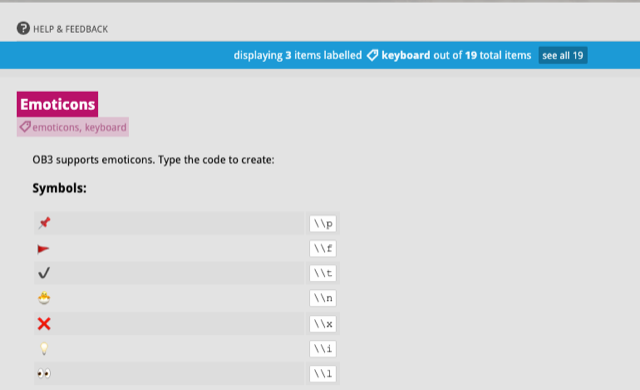 HELP & FEEDBACK
displaying 3 items labelled keyboard out of 19 total items see all 19
Emoticons
emoticons, keyboard
OB3 supports emoticons. Type the code to create:
Symbols:
\\p
\\f
\\t
\\n
\\x
\\i
\\l